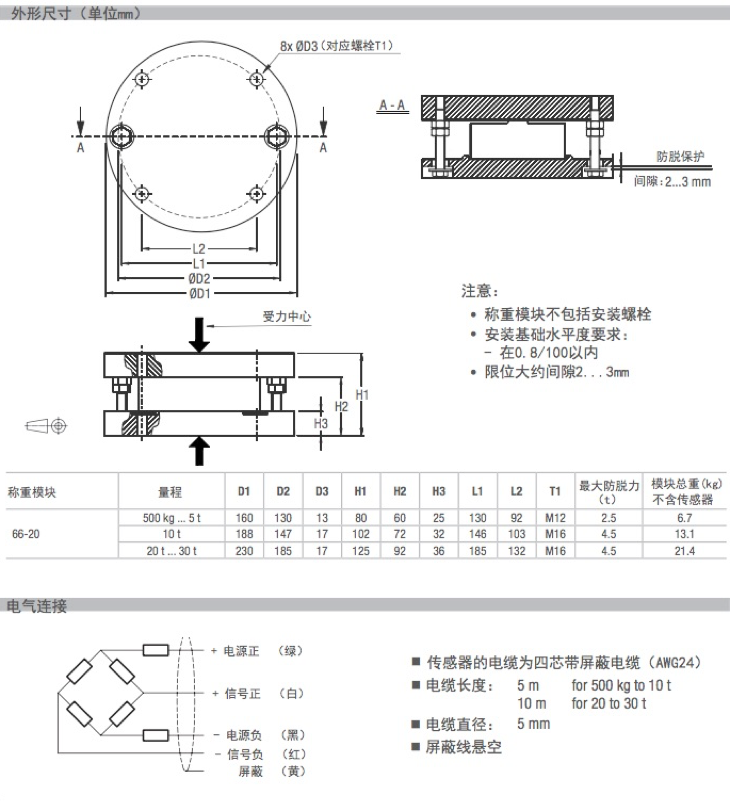 外形尺寸（单位mm）
8x ØD3（对应螺栓T1）
A
A
L2
L1
ØD2
ØD1
A - A
防脱保护
间隙：2...3 mm
受力中心
H1
H2
H3
注意：
• 称重模块不包括安装螺栓
• 安装基础水平度要求：
- 在0.8/100以内
• 限位大约间隙2...3mm
称重模块 量程 D1 D2 D3 H1 H2 H3 L1 L2 T1 最大防脱力（t） 模块总重(kg)不含传感器
66-20
500 kg ... 5 t 160 130 13 80 60 25 130 92 M12 2.5 6.7
10 t 188 147 17 102 72 32 146 103 M16 4.5 13.1
20 t ... 30 t 230 185 17 125 92 36 185 132 M16 4.5 21.4
电气连接
+ 电源正 （绿）
+ 信号正 （白）
- 电源负 （黑）
- 信号负 （红）
屏蔽 （黄）
■ 传感器的电缆为四芯带屏蔽电缆（AWG24）
■ 电缆长度： 5 m for 500 kg to 10 t
10 m for 20 to 30 t
■ 电缆直径： 5 mm
■ 屏蔽线悬空